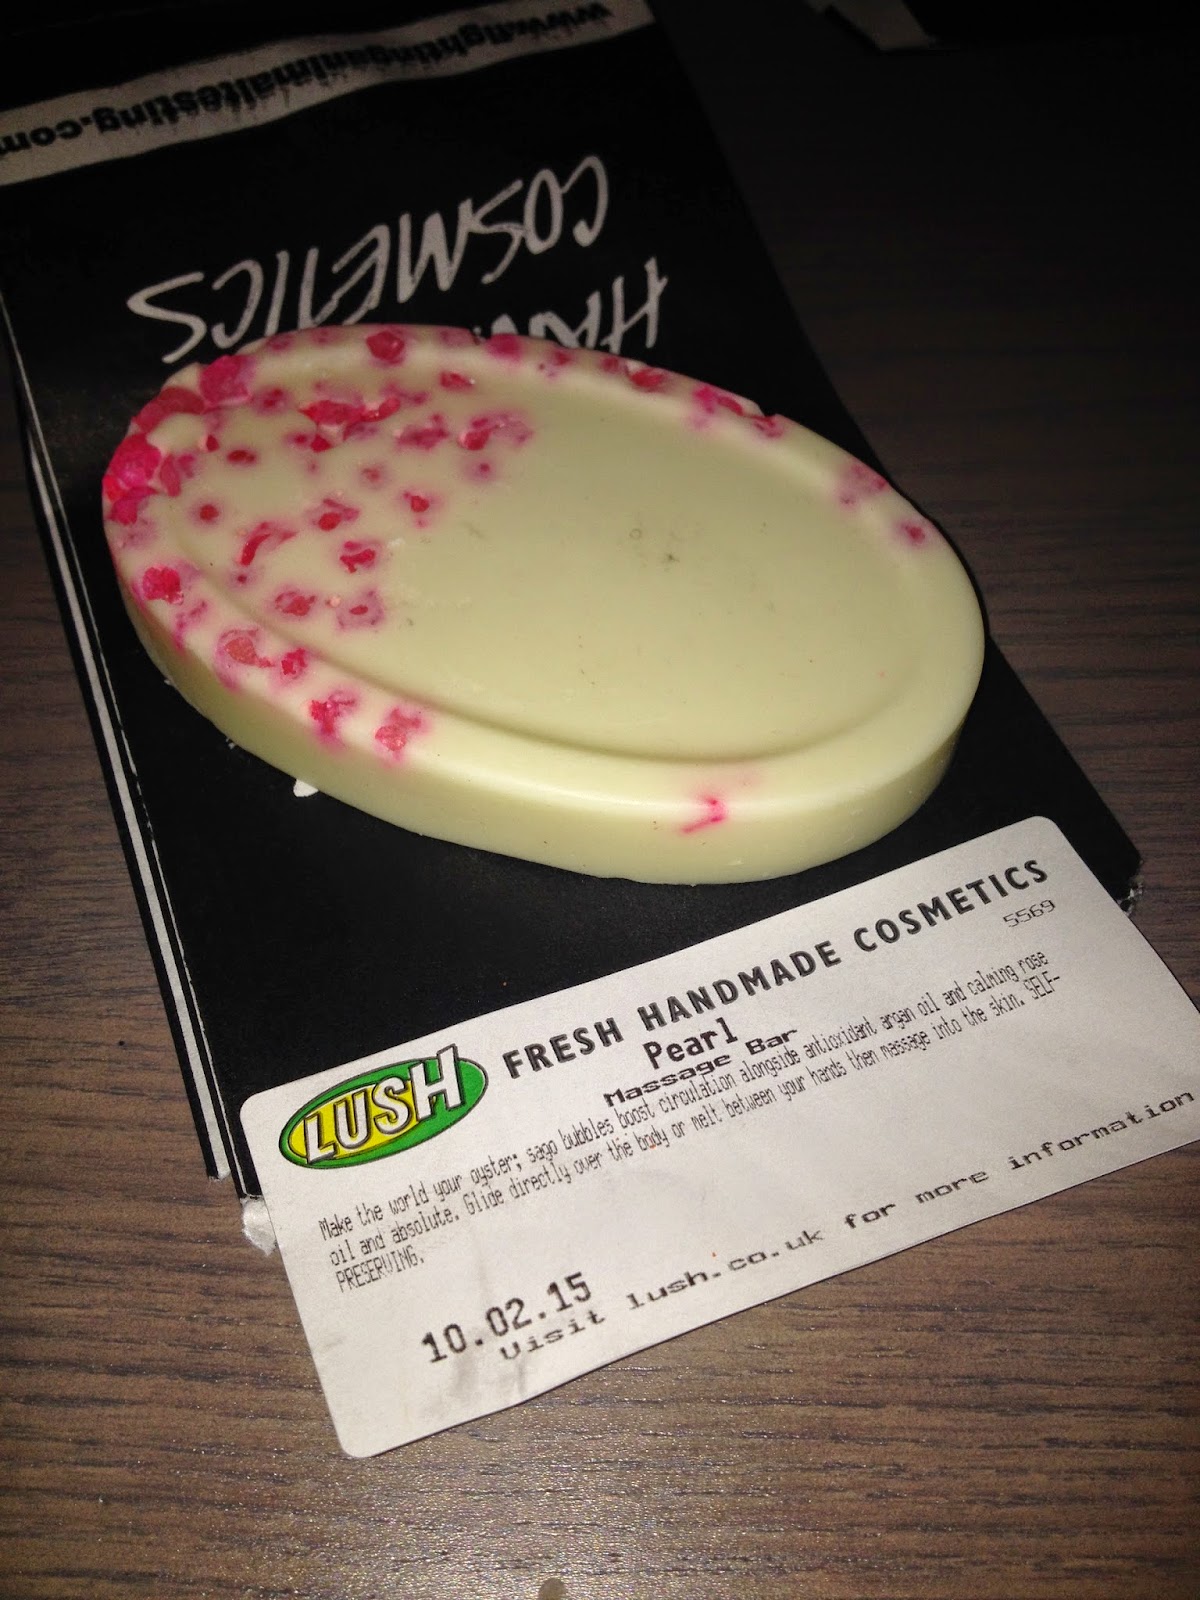 www.fightinganimaltesting.com
COSMETICS
LUSH
FRESH HANDMADE COSMETICS
5569
Pearl
Massage Bar
Make the world your oyster; sago bubbles boost circulation alongside antioxidant argan oil and calming rose
oil and absolute. Glide directly over the body or melt between your hands then massage into the skin. SELF-
PRESERVING.
10.02.15
Visit lush.co.uk for more information